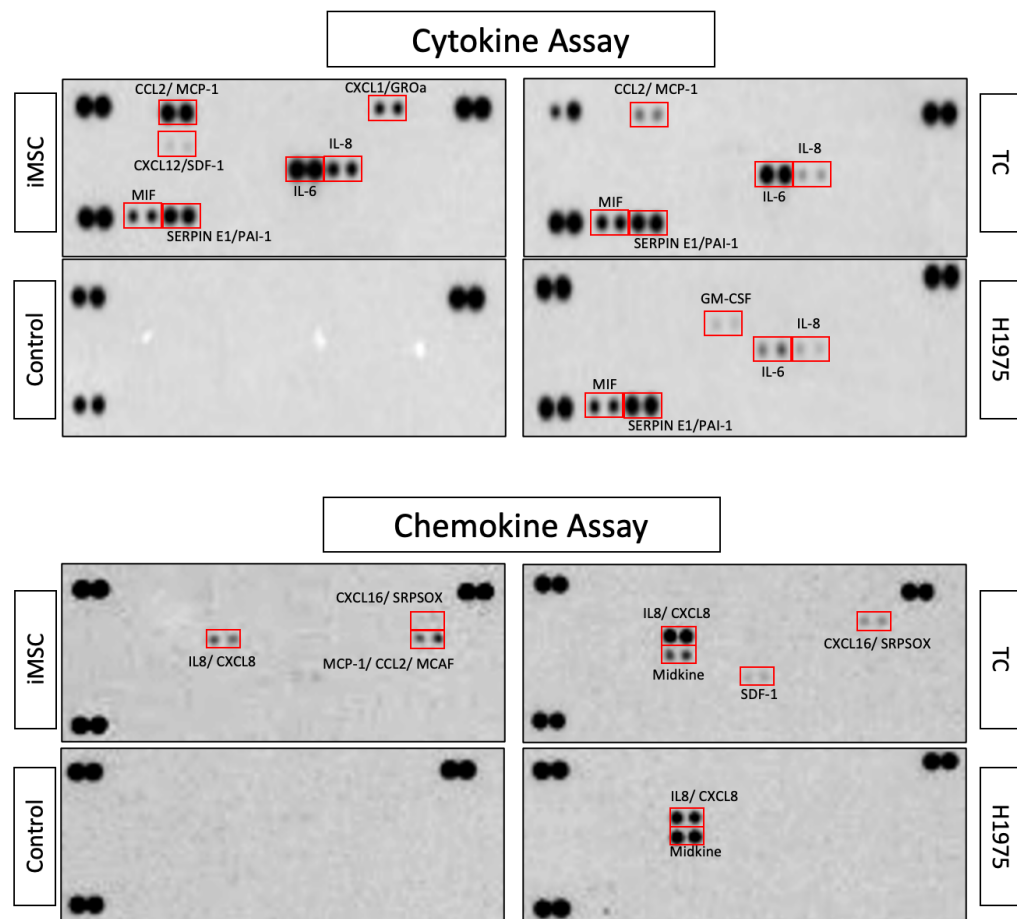 Cytokine Assay
iMSC
CCL2/ MCP-1
CXCL1/GROa
CXCL12/SDF-1
IL-8
IL-6
MIF
SERPIN E1/PAI-1
TC
CCL2/ MCP-1
IL-8
IL-6
MIF
SERPIN E1/PAI-1
Control
H1975
GM-CSF
IL-8
IL-6
MIF
SERPIN E1/PAI-1
Chemokine Assay
iMSC
CXCL16/ SRPSOX
IL8/ CXCL8
MCP-1/ CCL2/ MCAF
TC
IL8/ CXCL8
CXCL16/ SRPSOX
Midkine
SDF-1
Control
H1975
IL8/ CXCL8
Midkine